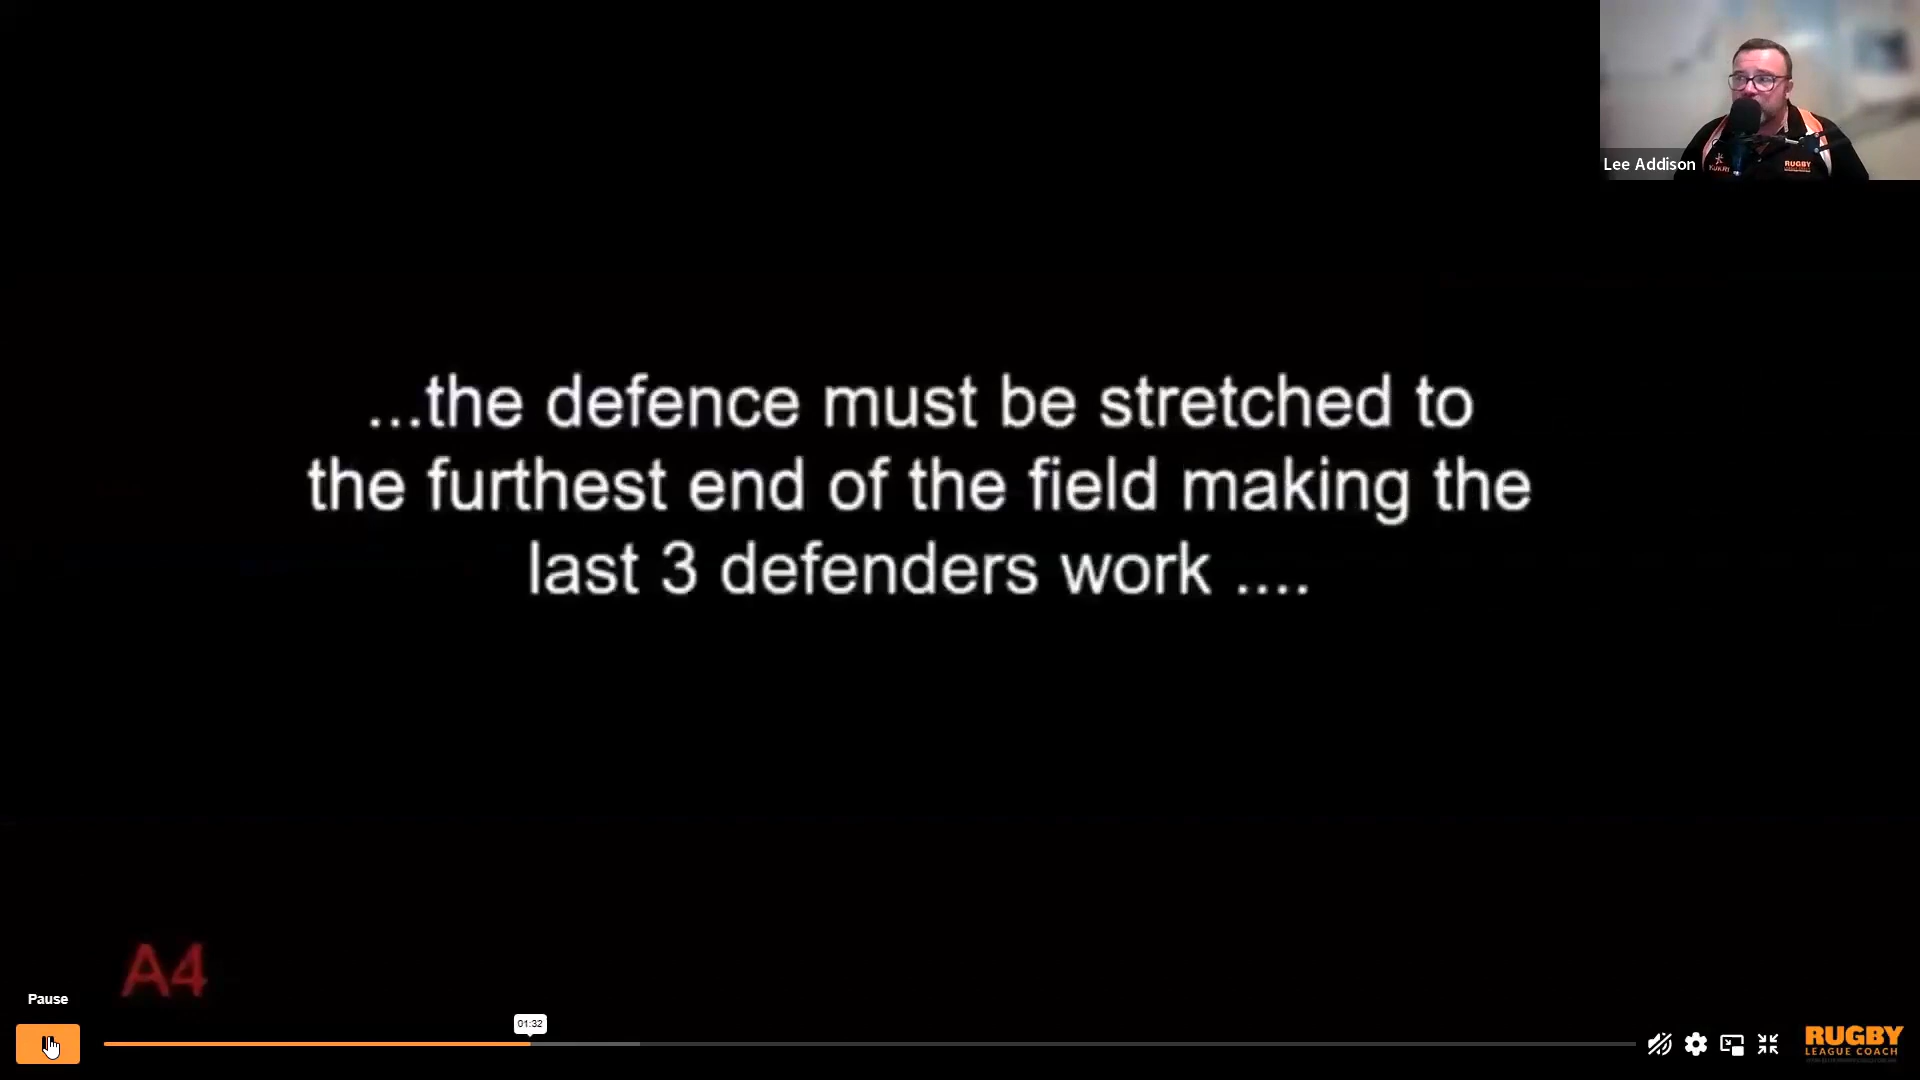 Lee Addison
RUGBY
...the defence must be stretched to
the furthest end of the field making the
last 3 defenders work ....
A4
Pause
01:32
RUGBY
LEAGUE COACH